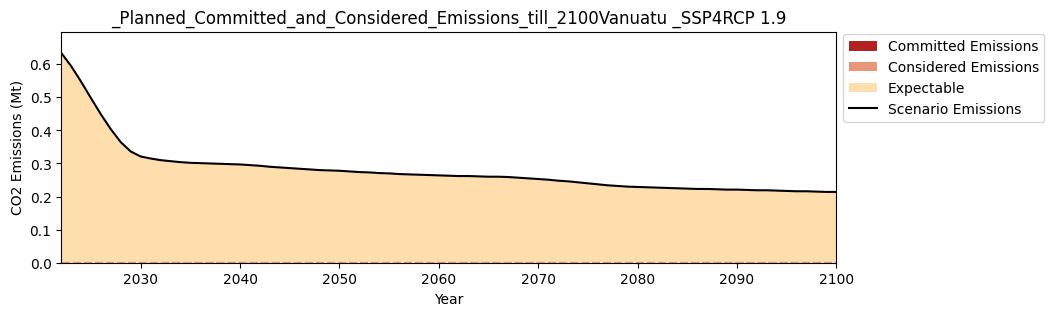 _Planned_Committed_and_Considered_Emissions_till_2100Vanuatu _SSP4RCP 1.9
CO2 Emissions (Mt)
0.6
0.5
0.4
0.3
0.2
0.1
0.0
2030 2040 2050 2060 2070 2080 2090 2100
Year
Committed Emissions
Considered Emissions
Expectable
Scenario Emissions